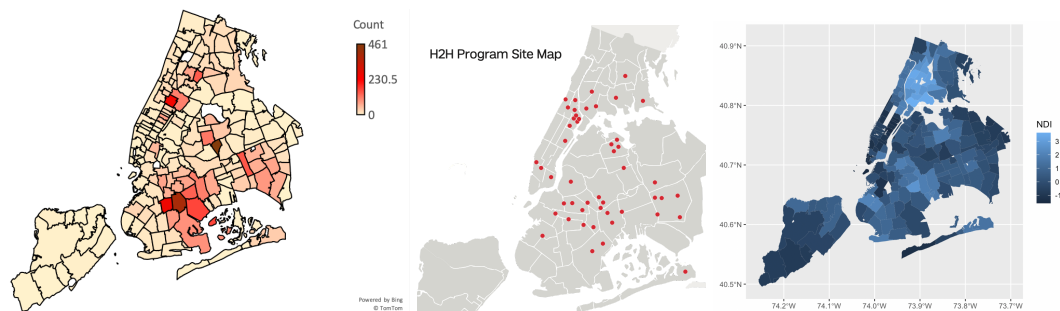 Count
461
230.5
0
Powered by Bing
© TomTom
H2H Program Site Map
40.9°N
40.8°N
40.7°N
40.6°N
40.5°N
74.2°W 74.1°W 74.0°W 73.9°W 73.8°W 73.7°W
NDI
3
2
1
0
-1